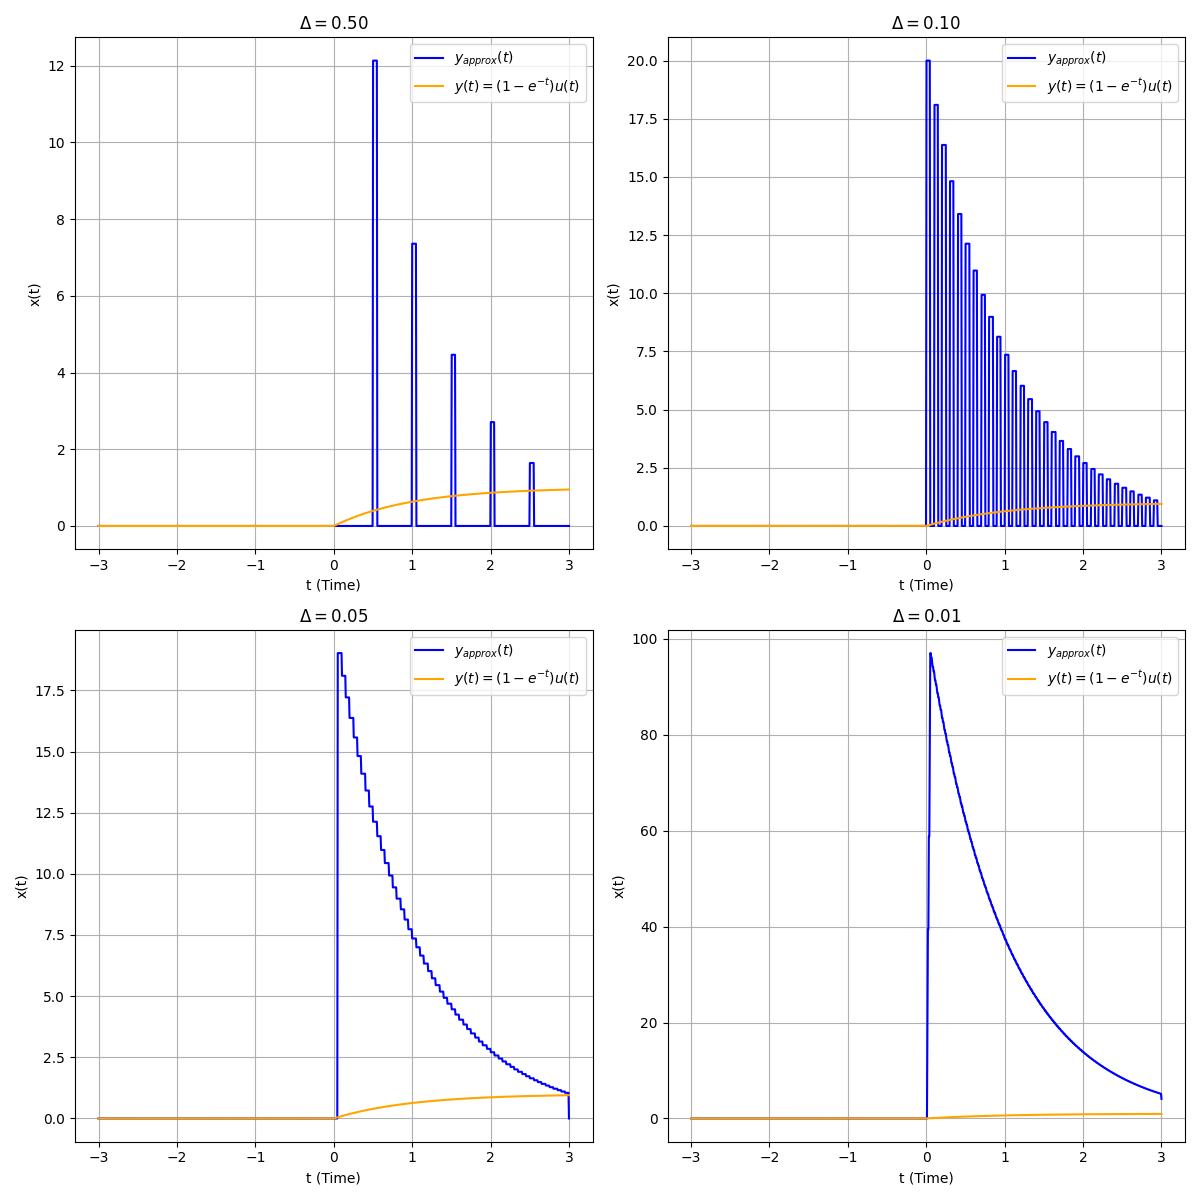 Δ = 0.50
12
10
8
6
4
2
0
x(t)
y_approx(t)
y(t) = (1 − e^−t)u(t)
−3 −2 −1 0 1 2 3
t (Time)
Δ = 0.10
20.0
17.5
15.0
12.5
10.0
7.5
5.0
2.5
0.0
x(t)
y_approx(t)
y(t) = (1 − e^−t)u(t)
−3 −2 −1 0 1 2 3
t (Time)
Δ = 0.05
17.5
15.0
12.5
10.0
7.5
5.0
2.5
0.0
x(t)
y_approx(t)
y(t) = (1 − e^−t)u(t)
−3 −2 −1 0 1 2 3
t (Time)
Δ = 0.01
100
80
60
40
20
0
x(t)
y_approx(t)
y(t) = (1 − e^−t)u(t)
−3 −2 −1 0 1 2 3
t (Time)